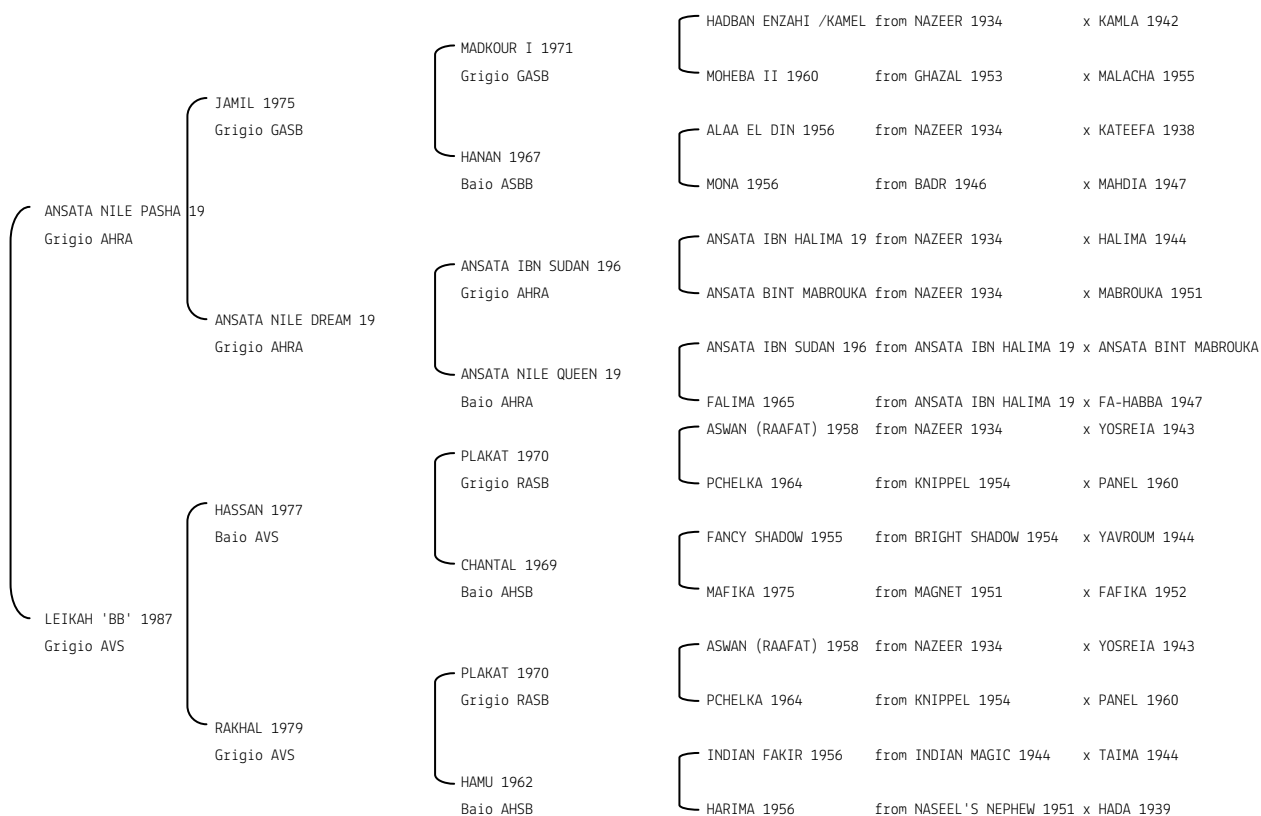 HADBAN ENZAHI /KAMEL from NAZEER 1934 x KAMLA 1942
MADKOUR I 1971
Grigio GASB MOHEBA II 1960 from GHAZAL 1953 x MALACHA 1955
JAMIL 1975
Grigio GASB ALAA EL DIN 1956 from NAZEER 1934 x KATEEFA 1938
HANAN 1967
Baio ASBB MONA 1956 from BADR 1946 x MAHDIA 1947
ANSATA NILE PASHA 19
Grigio AHRA ANSATA IBN HALIMA 19 from NAZEER 1934 x HALIMA 1944
ANSATA IBN SUDAN 196
Grigio AHRA ANSATA BINT MABROUKA from NAZEER 1934 x MABROUKA 1951
ANSATA NILE DREAM 19
Grigio AHRA ANSATA IBN SUDAN 196 from ANSATA IBN HALIMA 19 x ANSATA BINT MABROUKA
ANSATA NILE QUEEN 19
Baio AHRA FALIMA 1965 from ANSATA IBN HALIMA 19 x FA-HABBA 1947
ASWAN (RAAFAT) 1958 from NAZEER 1934 x YOSREIA 1943
PLAKAT 1970
Grigio RASB PCHELKA 1964 from KNIPPEL 1954 x PANEL 1960
HASSAN 1977
Baio AVS FANCY SHADOW 1955 from BRIGHT SHADOW 1954 x YAVROUM 1944
CHANTAL 1969
Baio AHSB MAFIKA 1975 from MAGNET 1951 x FAFIKA 1952
LEIKAH 'BB' 1987
Grigio AVS ASWAN (RAAFAT) 1958 from NAZEER 1934 x YOSREIA 1943
PLAKAT 1970
Grigio RASB PCHELKA 1964 from KNIPPEL 1954 x PANEL 1960
RAKHAL 1979
Grigio AVS INDIAN FAKIR 1956 from INDIAN MAGIC 1944 x TAIMA 1944
HAMU 1962
Baio AHSB HARIMA 1956 from NASEEL'S NEPHEW 1951 x HADA 1939